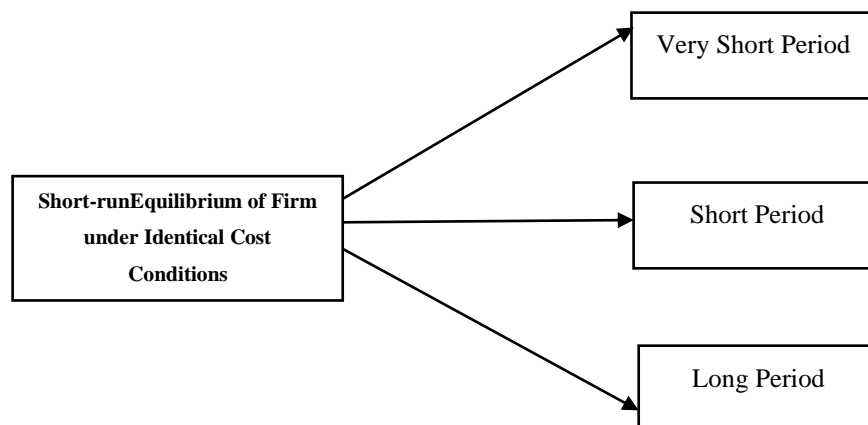 Very Short Period
Short-runEquilibrium of Firm
under Identical Cost
Conditions
Short Period
Long Period